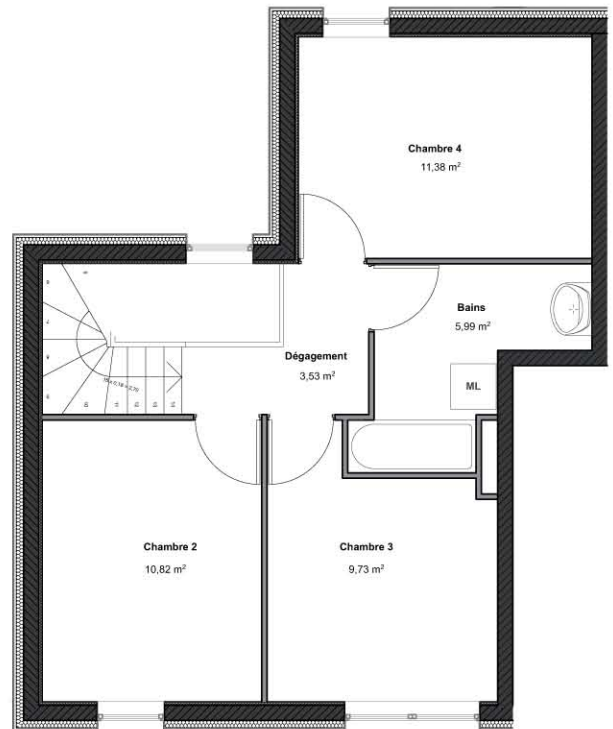 Chambre 4
11,38 m²
Bains
5,99 m²
Dégagement
3,53 m²
ML
Chambre 2
10,82 m²
Chambre 3
9,73 m²